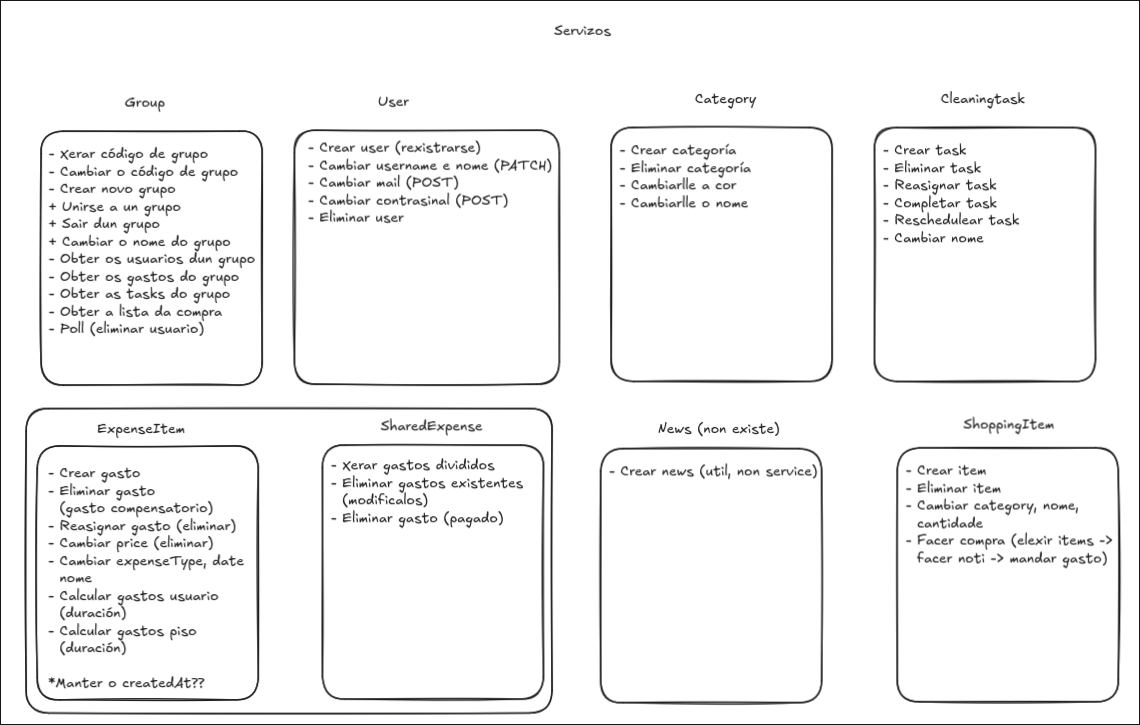 Servizos
Group
- Xerar código de grupo
- Cambiar o código de grupo
- Crear novo grupo
+ Unirse a un grupo
+ Sair dun grupo
+ Cambiar o nome do grupo
- Obter os usuarios dun grupo
- Obter os gastos do grupo
- Obter as tasks do grupo
- Obter a lista da compra
- Poll (eliminar usuario)
User
- Crear user (rexistrarse)
- Cambiar username e nome (PATCH)
- Cambiar mail (POST)
- Cambiar contrasinal (POST)
- Eliminar user
Category
- Crear categoría
- Eliminar categoría
- Cambiarlle a cor
- Cambiarlle o nome
Cleaningtask
- Crear task
- Eliminar task
- Reasignar task
- Completar task
- Reschedulear task
- Cambiar nome
ExpenseItem
- Crear gasto
- Eliminar gasto
(gasto compensatorio)
- Reasignar gasto (eliminar)
- Cambiar price (eliminar)
- Cambiar expenseType, date
nome
- Calcular gastos usuario
(duración)
- Calcular gastos piso
(duración)
*Manter o createdAt??
SharedExpense
- Xerar gastos divididos
- Eliminar gastos existentes
(modificalos)
- Eliminar gasto (pagado)
News (non existe)
- Crear news (util, non service)
ShoppingItem
- Crear item
- Eliminar item
- Cambiar category, nome,
cantidade
- Facer compra (elexir items ->
facer noti -> mandar gasto)